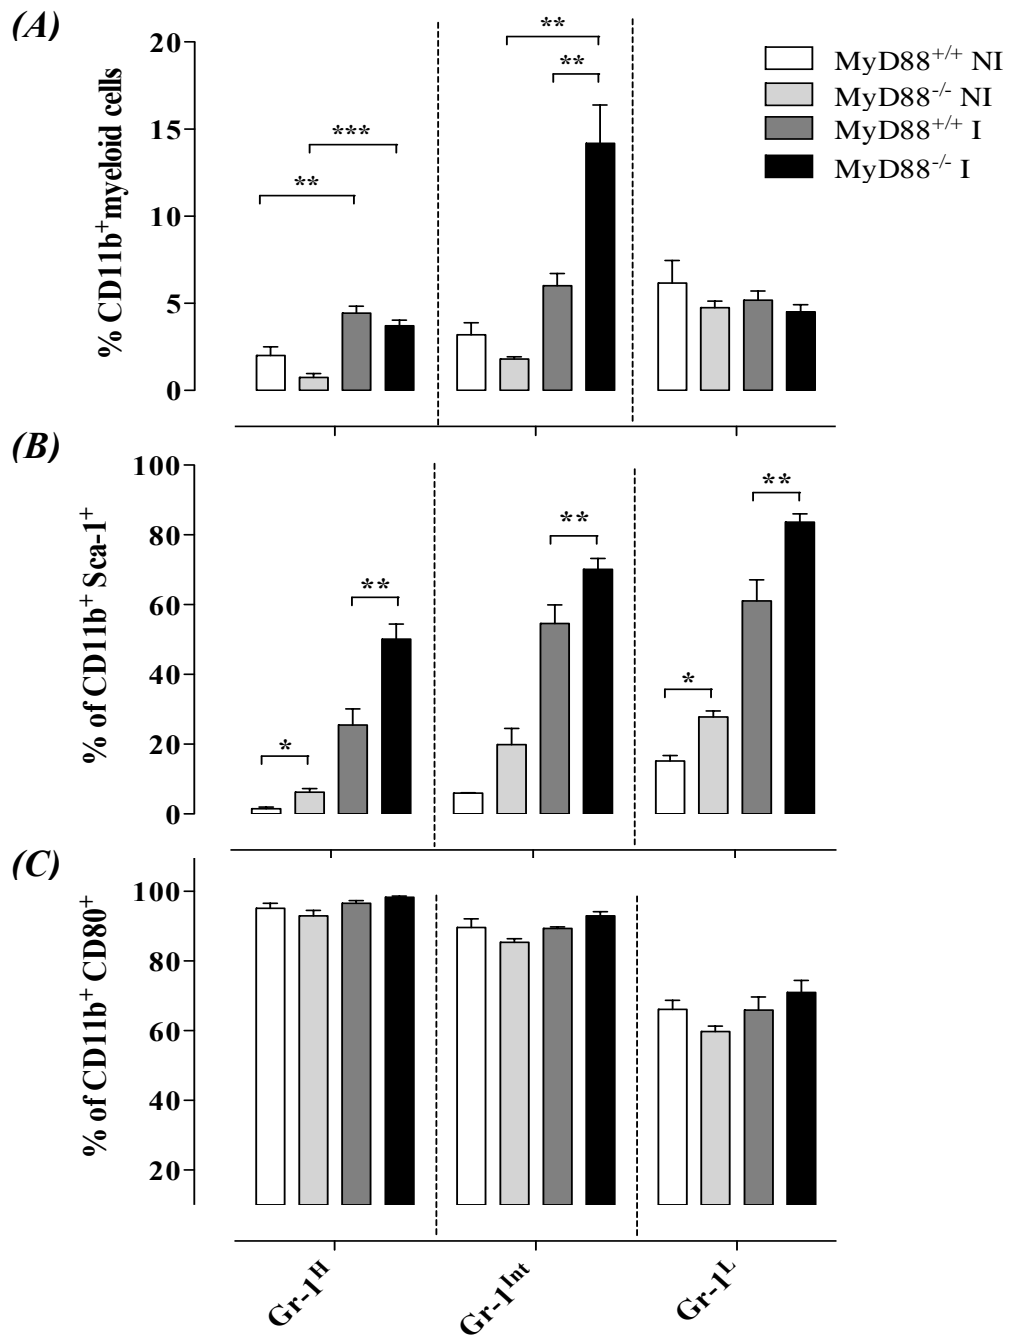 (A)
% CD11b⁺myeloid cells
20
15
10
5
0
**
***
**
**
MyD88⁺/⁺ NI
MyD88⁻/⁻ NI
MyD88⁺/⁺ I
MyD88⁻/⁻ I
(B)
% of CD11b⁺ Sca-1⁺
100
80
60
40
20
0
*
**
**
*
**
(C)
% of CD11b⁺ CD80⁺
100
80
60
40
20
Gr-1ᴴ
Gr-1ᴵⁿᵗ
Gr-1ᴸ